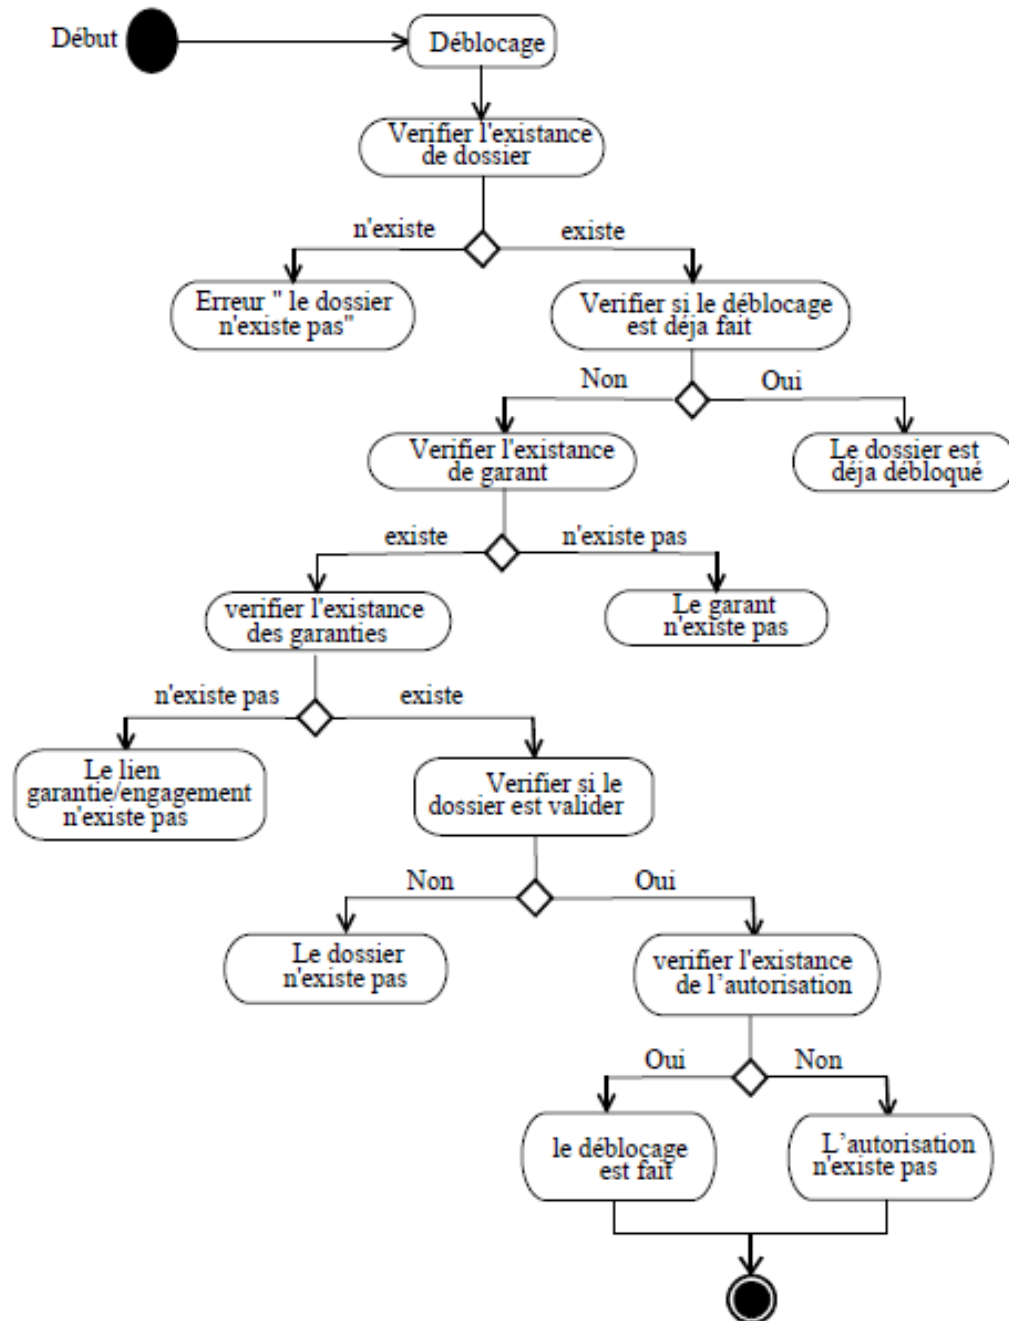 Début
Déblocage
Verifier l'existance
de dossier
n'existe
existe
Erreur " le dossier
n'existe pas"
Verifier si le déblocage
est déja fait
Non
Oui
Verifier l'existance
de garant
Le dossier est
déja débloqué
existe
n'existe pas
verifier l'existance
des garanties
Le garant
n'existe pas
n'existe pas
existe
Le lien
garantie/engagement
n'existe pas
Verifier si le
dossier est valider
Non
Oui
Le dossier
n'existe pas
verifier l'existance
de l’autorisation
Oui
Non
le déblocage
est fait
L’autorisation
n'existe pas